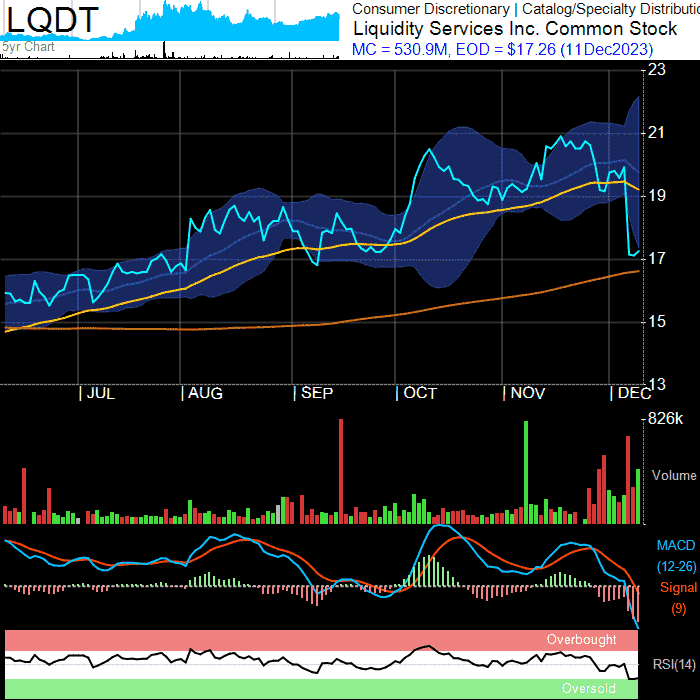 LQDT
5yr Chart
Consumer Discretionary | Catalog/Specialty Distributic
Liquidity Services Inc. Common Stock
MC = 530.9M, EOD = $17.26 (11Dec2023)
23
21
19
17
15
13
| JUL | AUG | SEP | OCT | NOV | DEC
826k
Volume
MACD
(12-26)
Signal
(9)
Overbought
RSI(14)
Oversold